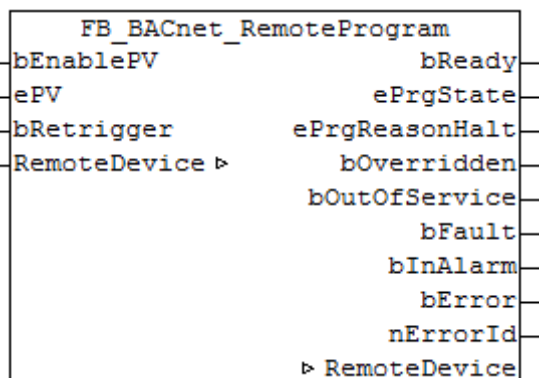 FB_BACnet_RemoteProgram
bEnablePV bReady
ePV ePrgState
bRetrigger ePrgReasonHalt
RemoteDevice ▹ bOverridden
bOutOfService
bFault
bInAlarm
bError
nErrorId
▹ RemoteDevice